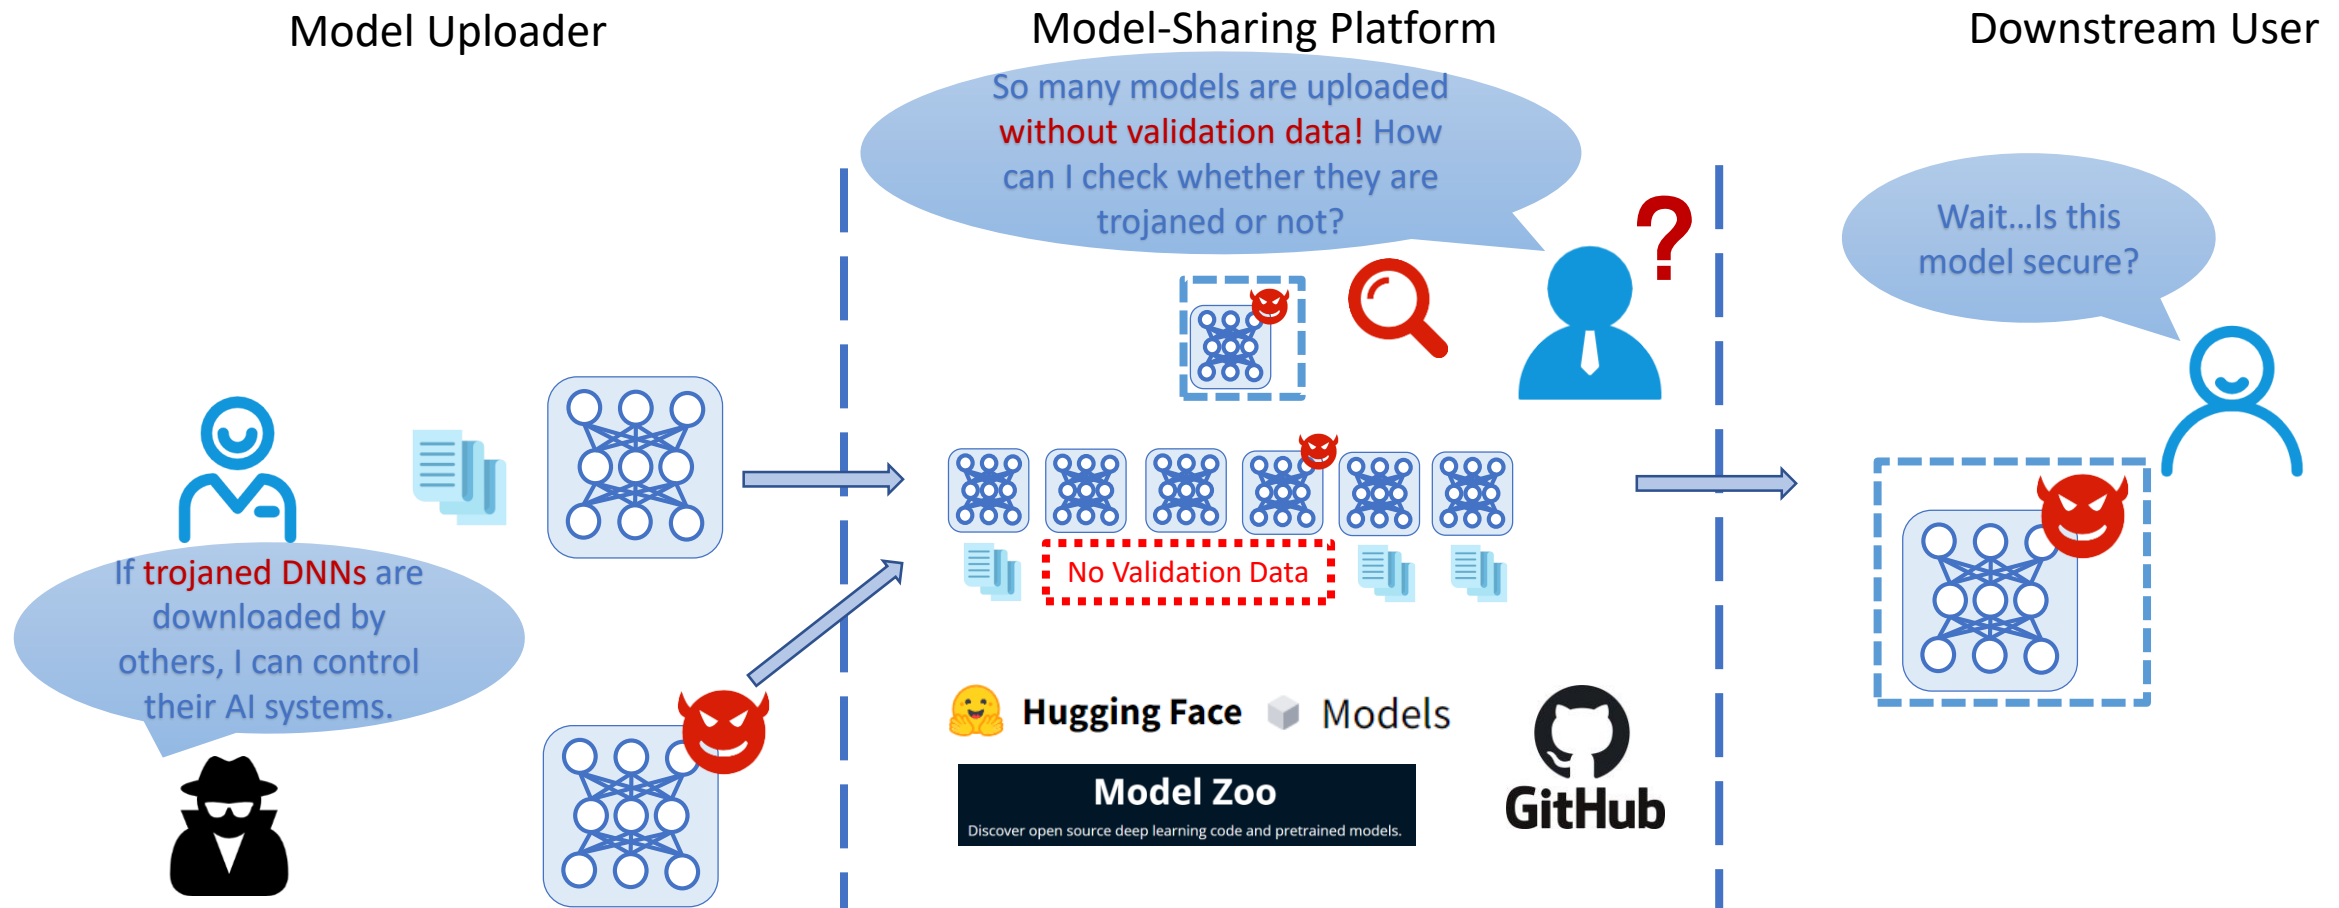 Model Uploader
Model-Sharing Platform
Downstream User
So many models are uploaded
without validation data! How
can I check whether they are
trojaned or not?
?
Wait...Is this
model secure?
If trojaned DNNs are
downloaded by
others, I can control
their AI systems.
No Validation Data
Hugging Face Models
Model Zoo
Discover open source deep learning code and pretrained models.
GitHub